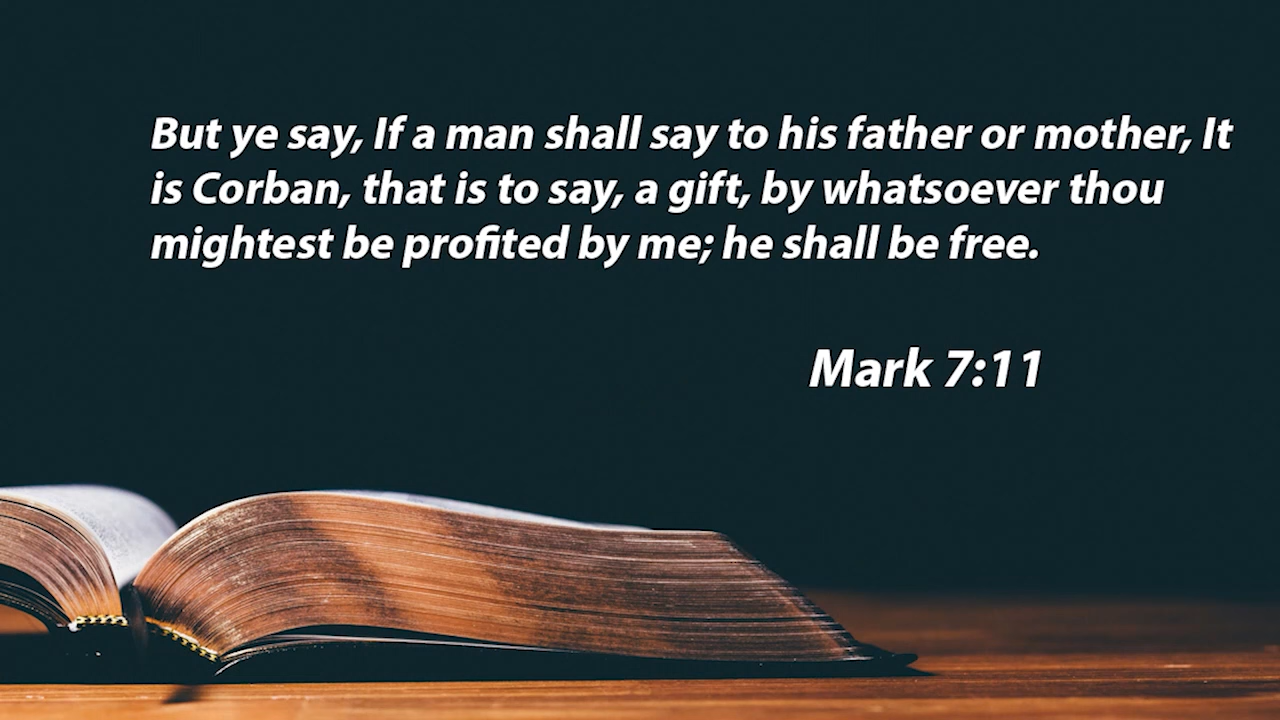 But ye say, If a man shall say to his father or mother, It
is Corban, that is to say, a gift, by whatsoever thou
mightest be profited by me; he shall be free.
Mark 7:11